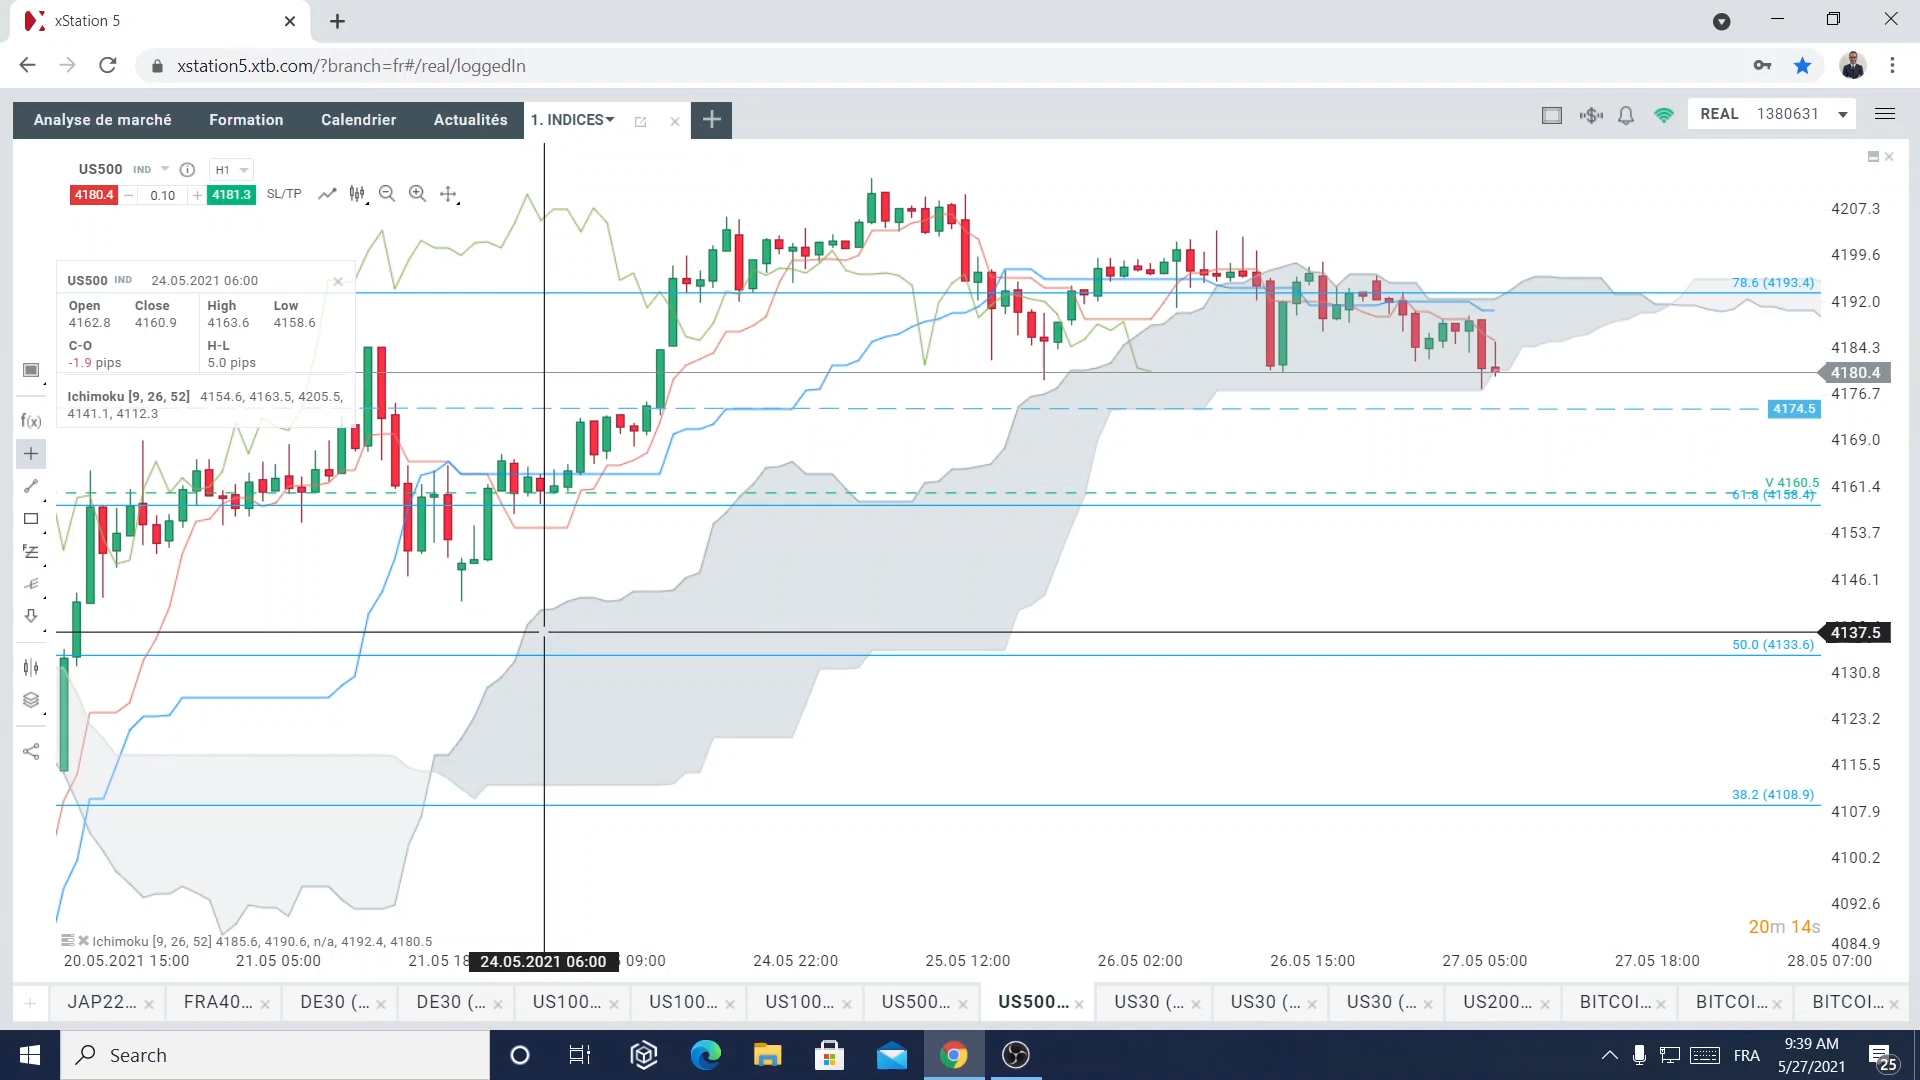 xStation 5
xstation5.xtb.com/?branch=fr#/real/loggedIn
Analyse de marché Formation Calendrier Actualités 1. INDICES REAL 1380631
US500 IND H1
4180.4 0.10 4181.3 SL/TP
4207.3
4199.6
US500 IND 24.05.2021 06:00
Open Close High Low
4162.8 4160.9 4163.6 4158.6
C-O H-L
-1.9 pips 5.0 pips
Ichimoku [9, 26, 52] 4154.6, 4163.5, 4205.5,
4141.1, 4112.3
78.6 (4193.4)
4192.0
4184.3
4180.4
4176.7
4174.5
f(x)
4169.0
V 4160.5
4161.4
61.8 (4158.4)
4153.7
4146.1
4137.5
50.0 (4133.6)
4130.8
4123.2
4115.5
38.2 (4108.9)
4107.9
4100.2
4092.6
20m 14s
Ichimoku [9, 26, 52] 4185.6, 4190.6, n/a, 4192.4, 4180.5
4084.9
20.05.2021 15:00 21.05 05:00 21.05 18 24.05.2021 06:00 09:00 24.05 22:00 25.05 12:00 26.05 02:00 26.05 15:00 27.05 05:00 27.05 18:00 28.05 07:00
JAP22... FRA40... DE30 (... DE30 (... US100... US100... US100... US500... US500... US30 (... US30 (... US30 (... US200... BITCOI... BITCOI... BITCOI...
Search FRA 9:39 AM
5/27/2021
25